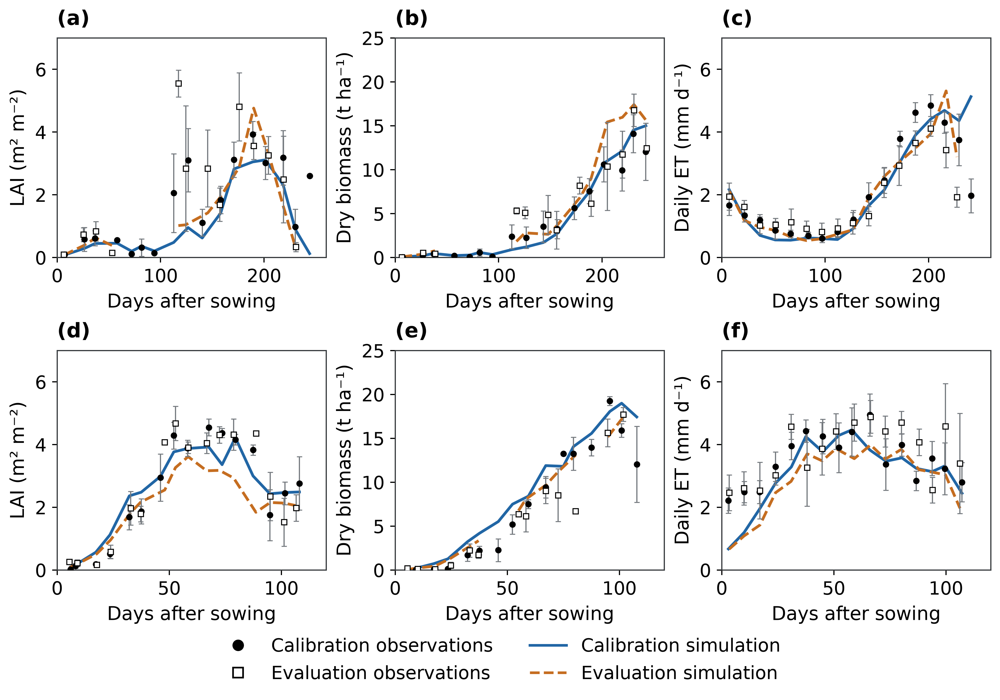 (a)
(b)
(c)
LAI (m² m⁻²)
0
2
4
6
0
100
200
Days after sowing
Dry biomass (t ha⁻¹)
0
5
10
15
20
25
0
100
200
Days after sowing
Daily ET (mm d⁻¹)
0
2
4
6
0
100
200
Days after sowing
(d)
(e)
(f)
LAI (m² m⁻²)
0
2
4
6
0
50
100
Days after sowing
Dry biomass (t ha⁻¹)
0
5
10
15
20
25
0
50
100
Days after sowing
Daily ET (mm d⁻¹)
0
2
4
6
0
50
100
Days after sowing
Calibration observations
Evaluation observations
Calibration simulation
Evaluation simulation